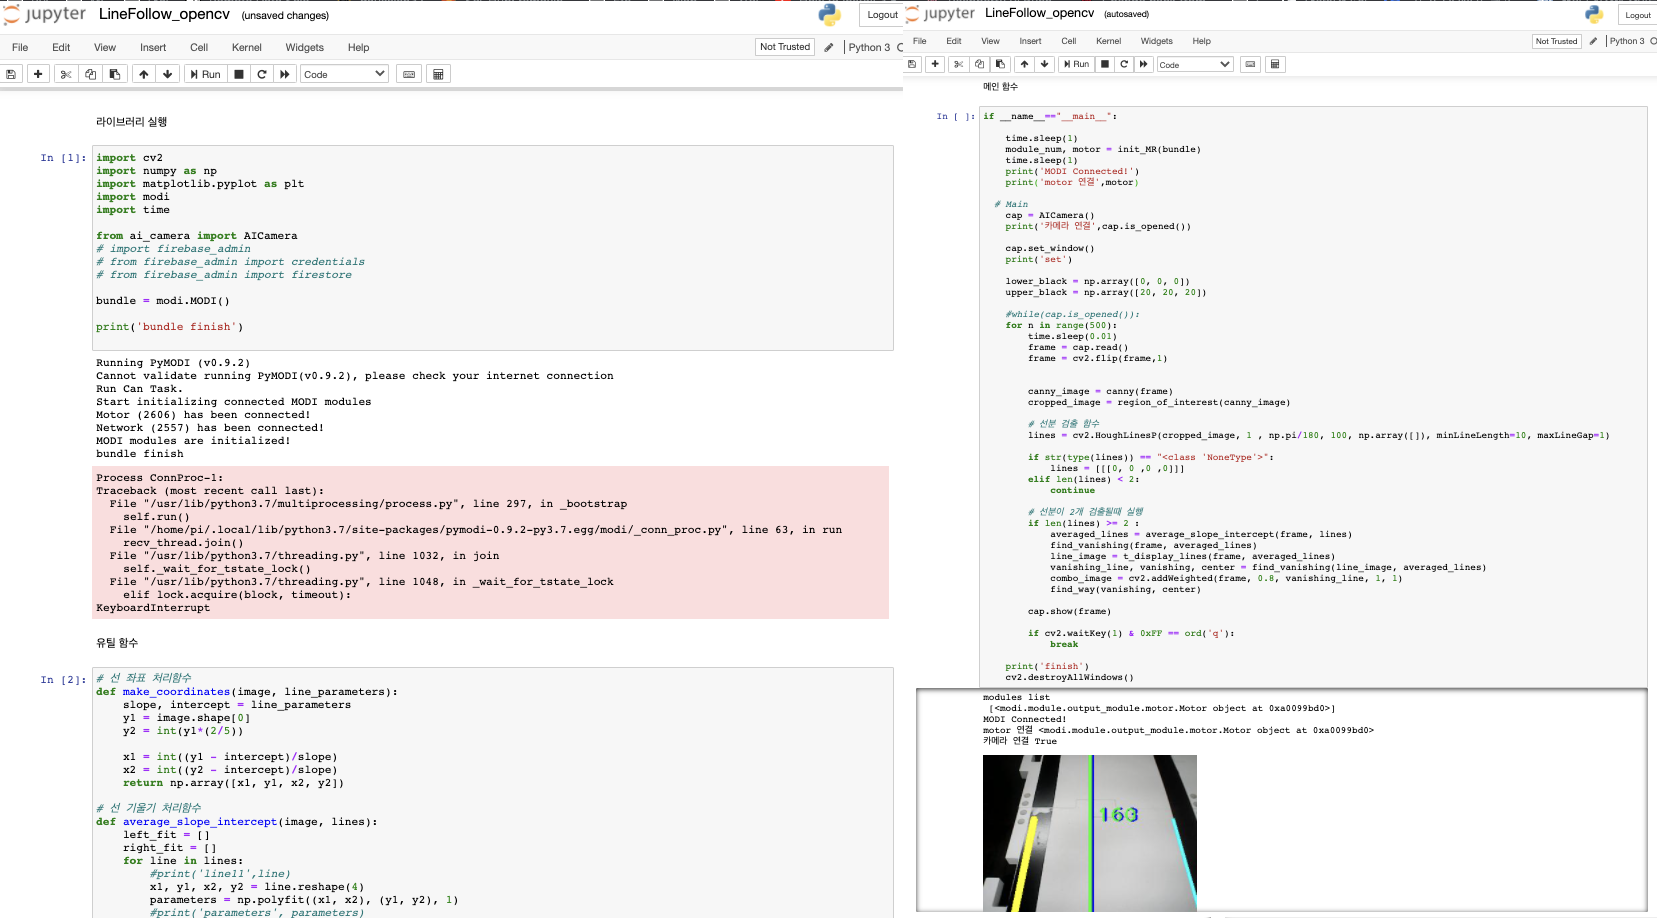 jupyter LineFollow_opencv (unsaved changes)
Logout
File Edit View Insert Cell Kernel Widgets Help
Not Trusted
Python 3
Run
Code
라이브러리 실행
In [1]:
import cv2
import numpy as np
import matplotlib.pyplot as plt
import modi
import time
from ai_camera import AICamera
# import firebase_admin
# from firebase_admin import credentials
# from firebase_admin import firestore
bundle = modi.MODI()
print('bundle finish')
Running PyMODI (v0.9.2)
Cannot validate running PyMODI(v0.9.2), please check your internet connection
Run Can Task.
Start initializing connected MODI modules
Motor (2606) has been connected!
Network (2557) has been connected!
MODI modules are initialized!
bundle finish
Process ConnProc-1:
Traceback (most recent call last):
File "/usr/lib/python3.7/multiprocessing/process.py", line 297, in _bootstrap
self.run()
File "/home/pi/.local/lib/python3.7/site-packages/pymodi-0.9.2-py3.7.egg/modi/_conn_proc.py", line 63, in run
recv_thread.join()
File "/usr/lib/python3.7/threading.py", line 1032, in join
self._wait_for_tstate_lock()
File "/usr/lib/python3.7/threading.py", line 1048, in _wait_for_tstate_lock
elif lock.acquire(block, timeout):
KeyboardInterrupt
유틸 함수
In [2]:
# 선 좌표 처리함수
def make_coordinates(image, line_parameters):
slope, intercept = line_parameters
y1 = image.shape[0]
y2 = int(y1*(2/5))
x1 = int((y1 - intercept)/slope)
x2 = int((y2 - intercept)/slope)
return np.array([x1, y1, x2, y2])
# 선 기울기 처리함수
def average_slope_intercept(image, lines):
left_fit = []
right_fit = []
for line in lines:
#print('line11',line)
x1, y1, x2, y2 = line.reshape(4)
parameters = np.polyfit((x1, x2), (y1, y2), 1)
#print('parameters', parameters)
jupyter LineFollow_opencv (autosaved)
Logout
File Edit View Insert Cell Kernel Widgets Help
Not Trusted
Python 3
Run
Code
메인 함수
In [ ]:
if __name__=="__main__":
time.sleep(1)
module_num, motor = init_MR(bundle)
time.sleep(1)
print('MODI Connected!')
print('motor 연결',motor)
# Main
cap = AICamera()
print('카메라 연결',cap.is_opened())
cap.set_window()
print('set')
lower_black = np.array([0, 0, 0])
upper_black = np.array([20, 20, 20])
#while(cap.is_opened()):
for n in range(500):
time.sleep(0.01)
frame = cap.read()
frame = cv2.flip(frame,1)
canny_image = canny(frame)
cropped_image = region_of_interest(canny_image)
# 선분 검출 함수
lines = cv2.HoughLinesP(cropped_image, 1 , np.pi/180, 100, np.array([]), minLineLength=10, maxLineGap=1)
if str(type(lines)) == "<class 'NoneType'>":
lines = [[[0, 0 ,0 ,0]]]
elif len(lines) < 2:
continue
# 선분이 2개 검출될때 실행
if len(lines) >= 2 :
averaged_lines = average_slope_intercept(frame, lines)
find_vanishing(frame, averaged_lines)
line_image = t_display_lines(frame, averaged_lines)
vanishing_line, vanishing, center = find_vanishing(line_image, averaged_lines)
combo_image = cv2.addWeighted(frame, 0.8, vanishing_line, 1, 1)
find_way(vanishing, center)
cap.show(frame)
if cv2.waitKey(1) & 0xFF == ord('q'):
break
print('finish')
cv2.destroyAllWindows()
modules list
[<modi.module.output_module.motor.Motor object at 0xa0099bd0>]
MODI Connected!
motor 연결 <modi.module.output_module.motor.Motor object at 0xa0099bd0>
카메라 연결 True